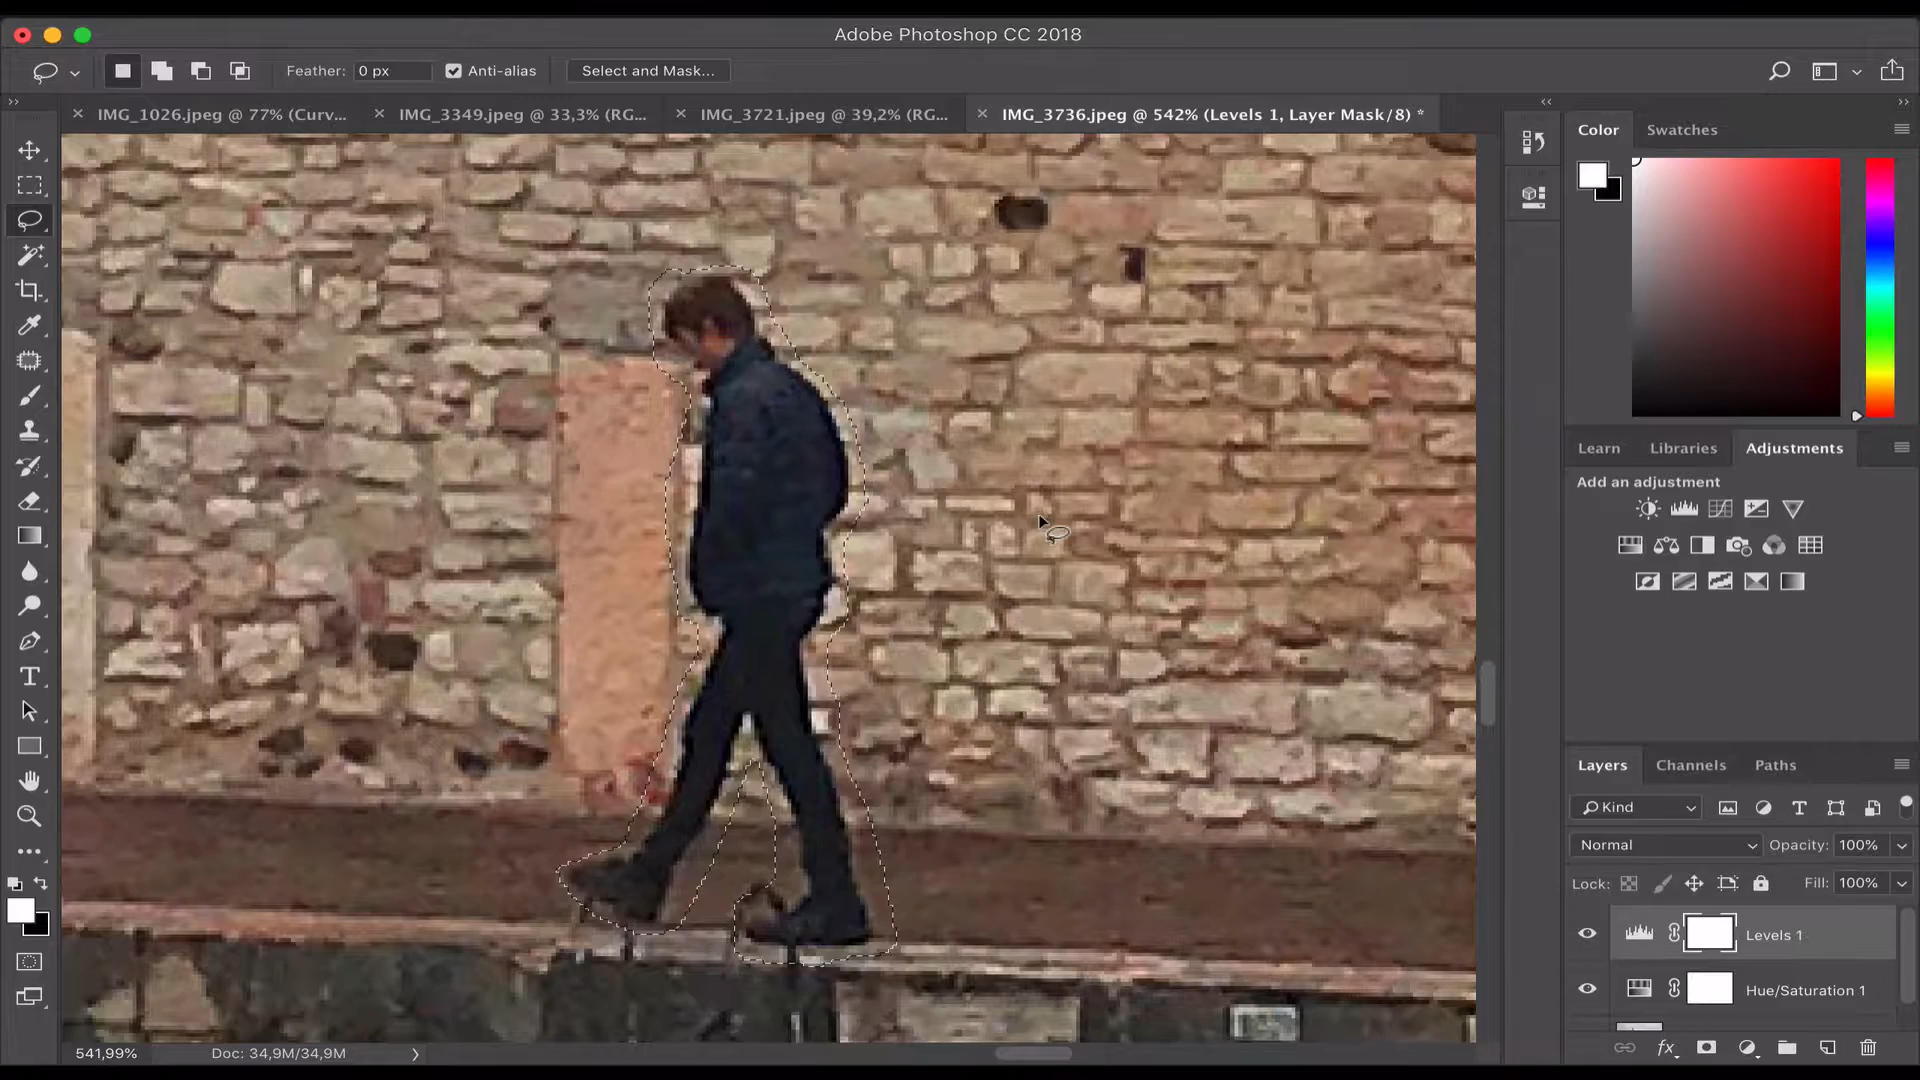 Adobe Photoshop CC 2018
Feather: 0 px Anti-alias Select and Mask...
IMG_1026.jpeg @ 77% (Curv... IMG_3349.jpeg @ 33,3% (RG... IMG_3721.jpeg @ 39,2% (RG... IMG_3736.jpeg @ 542% (Levels 1, Layer Mask/8) *
Color Swatches
Learn Libraries Adjustments
Add an adjustment
Layers Channels Paths
Kind
Normal Opacity: 100%
Lock: Fill: 100%
Levels 1
Hue/Saturation 1
541,99% Doc: 34,9M/34,9M